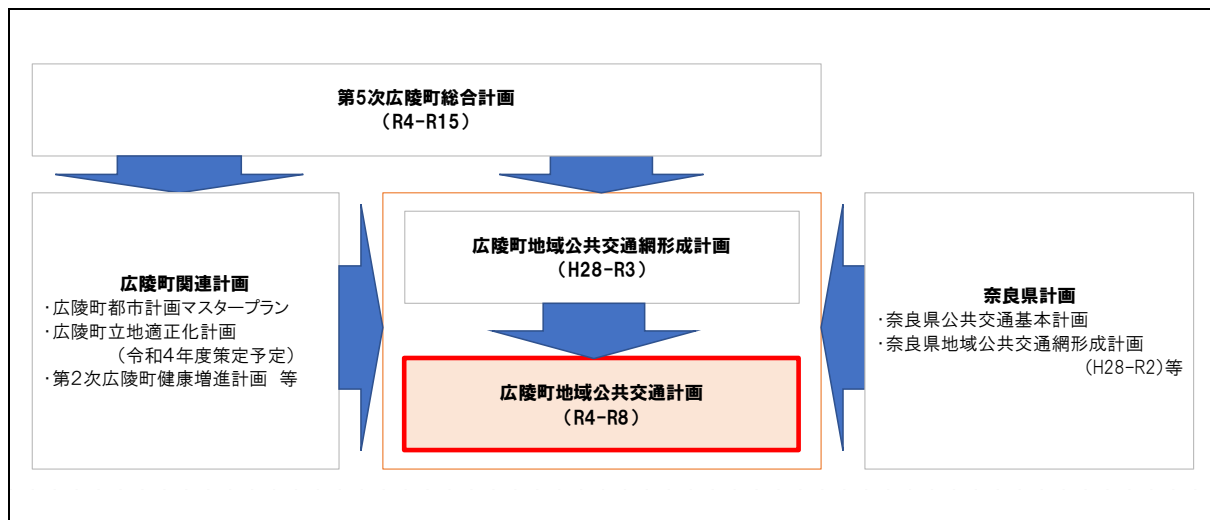 第5次広陵町総合計画
（R4-R15）
広陵町関連計画
・広陵町都市計画マスタープラン
・広陵町立地適正化計画
（令和4年度策定予定）
・第2次広陵町健康増進計画　等
広陵町地域公共交通網形成計画
（H28-R3）
広陵町地域公共交通計画
（R4-R8）
奈良県計画
・奈良県公共交通基本計画
・奈良県地域公共交通網形成計画
(H28-R2)等